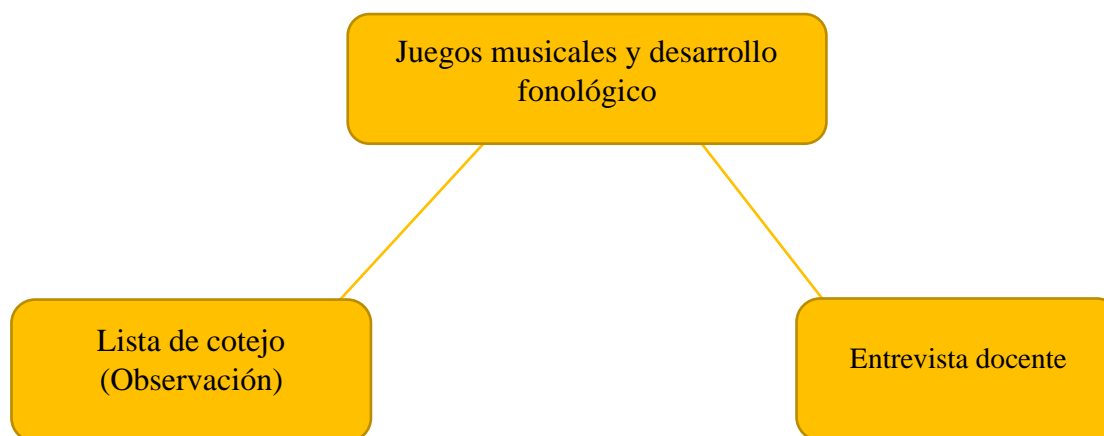 Juegos musicales y desarrollo
fonológico
Lista de cotejo
(Observación)
Entrevista docente